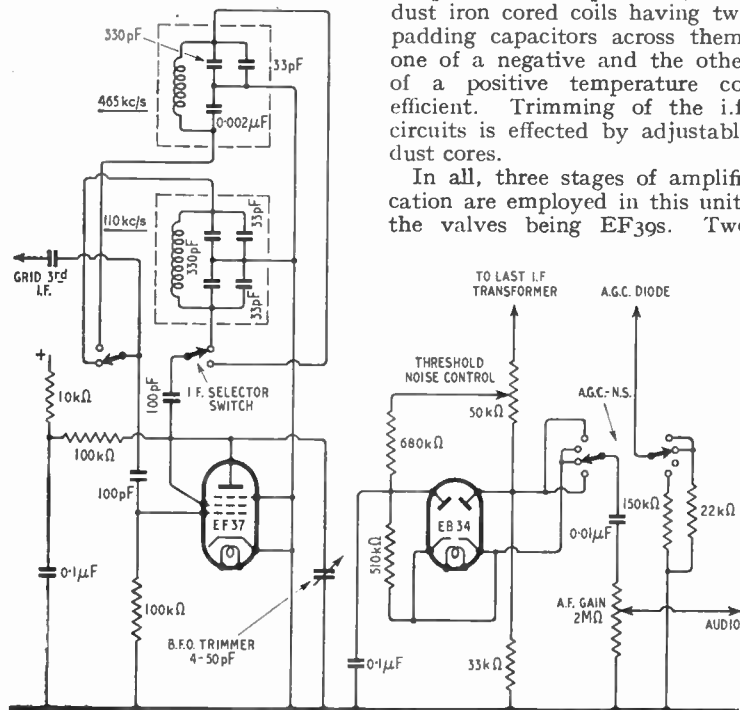 dust iron cored coils having tw
padding capacitors across them
one of a negative and the othe
of a positive temperature co
efficient. Trimming of the i.f
circuits is effected by adjustabl
dust cores.
In all, three stages of amplifi
cation are employed in this unit
the valves being EF39s. Two
330pF
33pF
465kc/s
0·002μF
110kc/s
33pF
330pF
33pF
GRID 3rd
I.F.
+
10kΩ
100pF
I.F. SELECTOR
SWITCH
100kΩ
100pF
EF37
0·1μF
100kΩ
B.F.O. TRIMMER
4-50pF
TO LAST I.F
TRANSFORMER
A.G.C. DIODE
THRESHOLD
NOISE CONTROL
50kΩ
A.G.C.-N.S.
680kΩ
EB34
510kΩ
0·01μF
150kΩ
22kΩ
A.F. GAIN
2MΩ
AUDIO
0·1μF
33kΩ